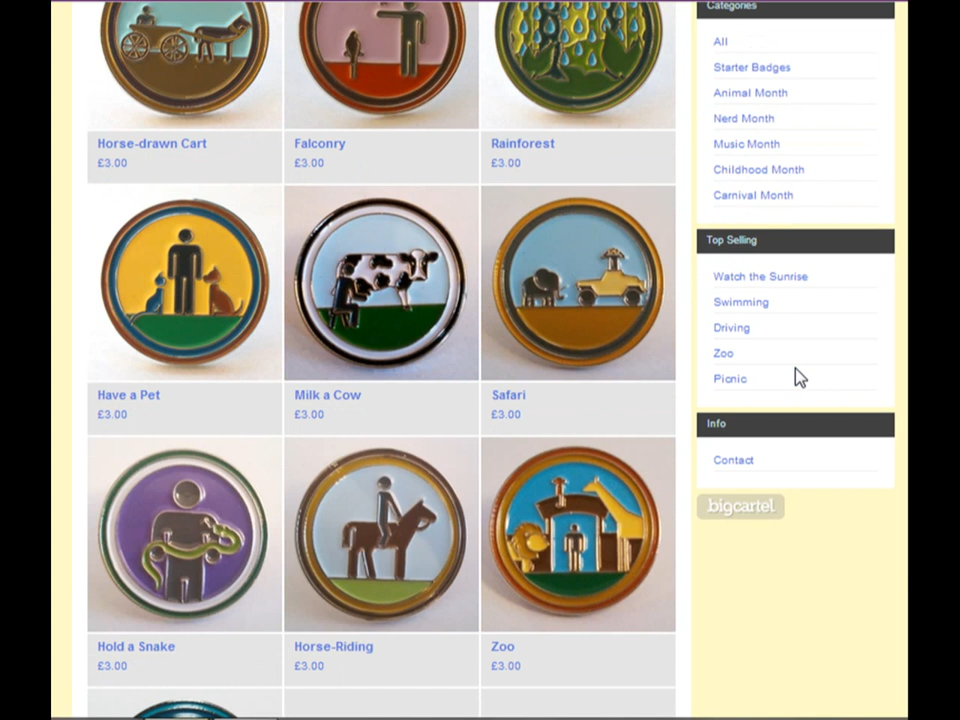 Categories
All
Starter Badges
Animal Month
Nerd Month
Music Month
Childhood Month
Carnival Month
Horse-drawn Cart
£3.00
Falconry
£3.00
Rainforest
£3.00
Top Selling
Watch the Sunrise
Swimming
Driving
Zoo
Picnic
Have a Pet
£3.00
Milk a Cow
£3.00
Safari
£3.00
Info
Contact
bigcartel
Hold a Snake
£3.00
Horse-Riding
£3.00
Zoo
£3.00